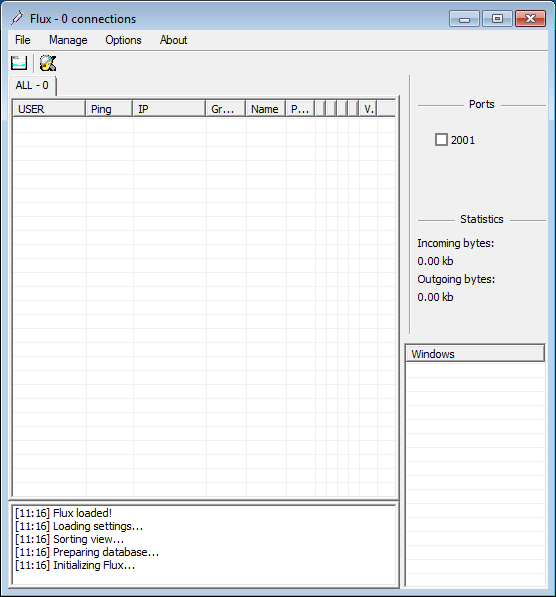 Flux - 0 connections
File Manage Options About
ALL - 0
USER Ping IP Gr... Name P... V.
[11:16] Flux loaded!
[11:16] Loading settings...
[11:16] Sorting view...
[11:16] Preparing database...
[11:16] Initializing Flux...
Ports
2001
Statistics
Incoming bytes:
0.00 kb
Outgoing bytes:
0.00 kb
Windows